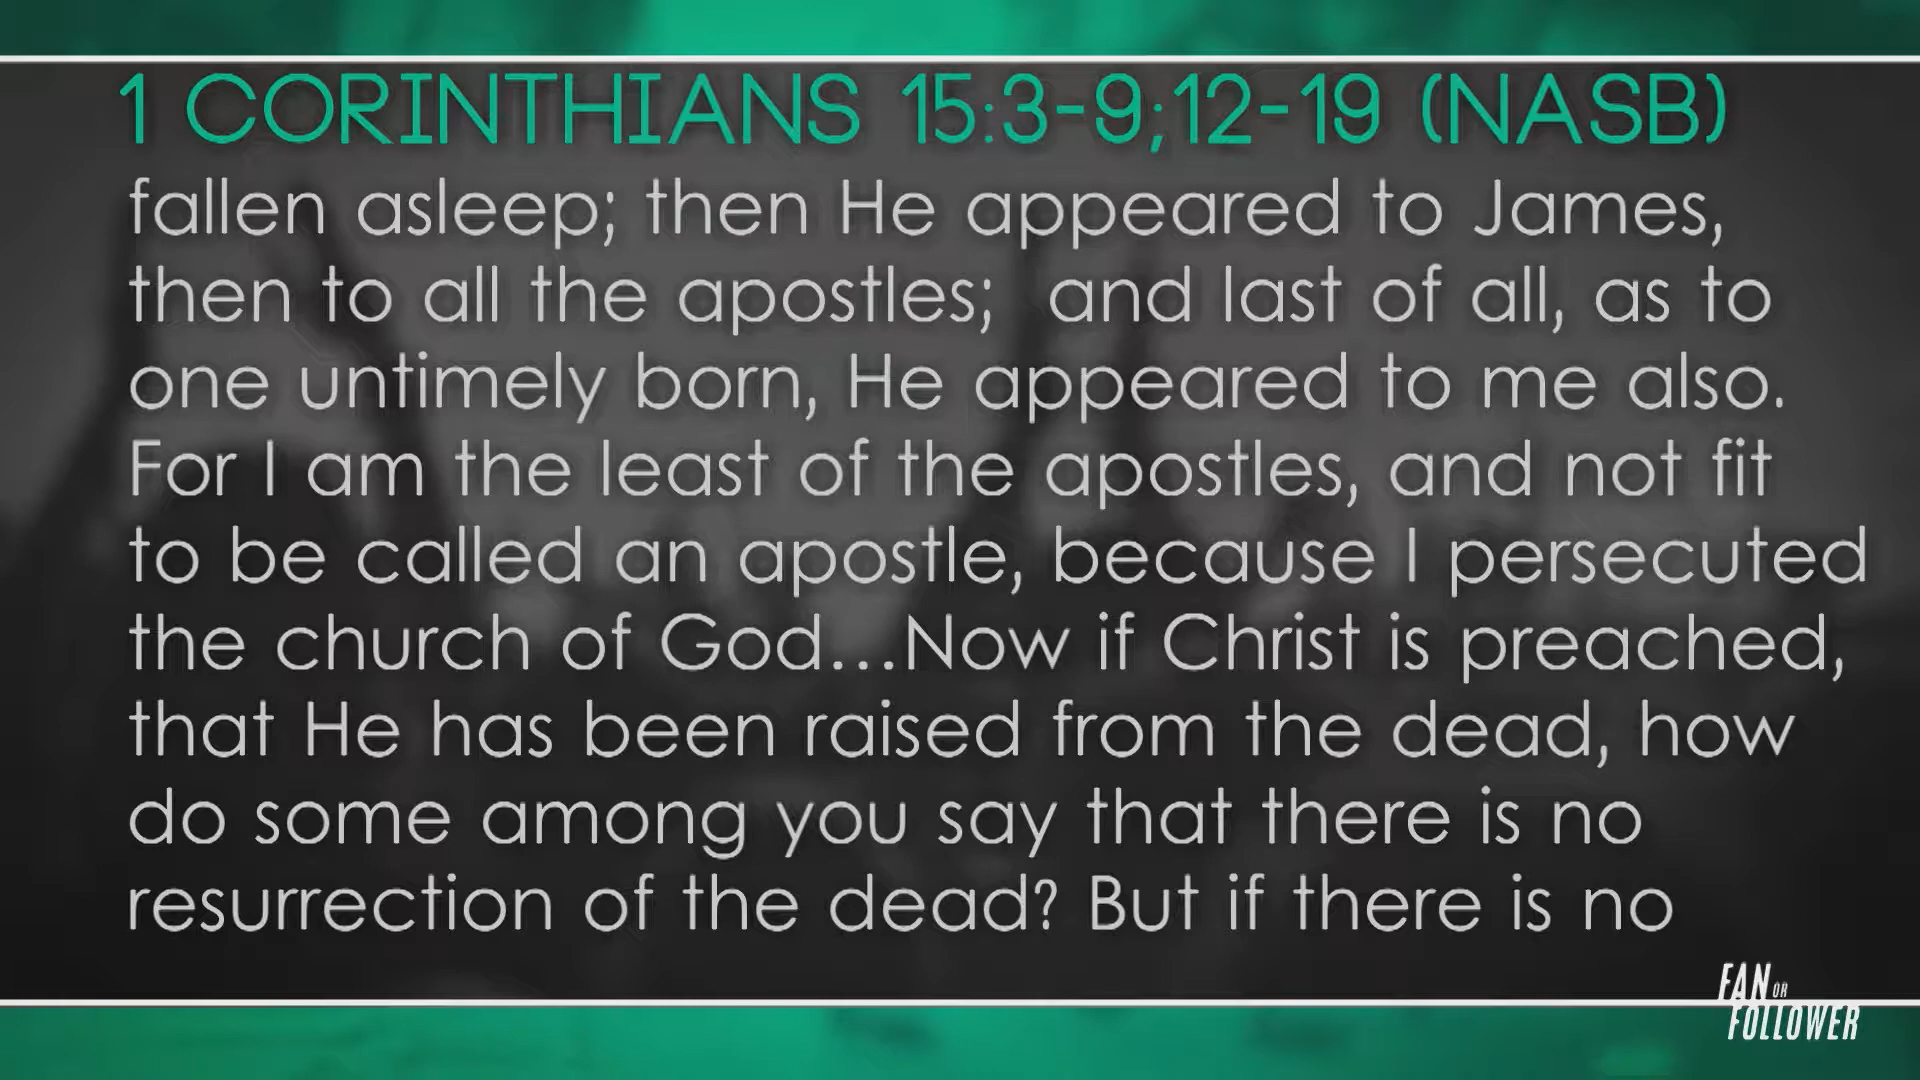 1 CORINTHIANS 15:3-9;12-19 (NASB)
fallen asleep; then He appeared to James,
then to all the apostles;  and last of all, as to
one untimely born, He appeared to me also.
For I am the least of the apostles, and not fit
to be called an apostle, because I persecuted
the church of God...Now if Christ is preached,
that He has been raised from the dead, how
do some among you say that there is no
resurrection of the dead? But if there is no
FAN OR
FOLLOWER